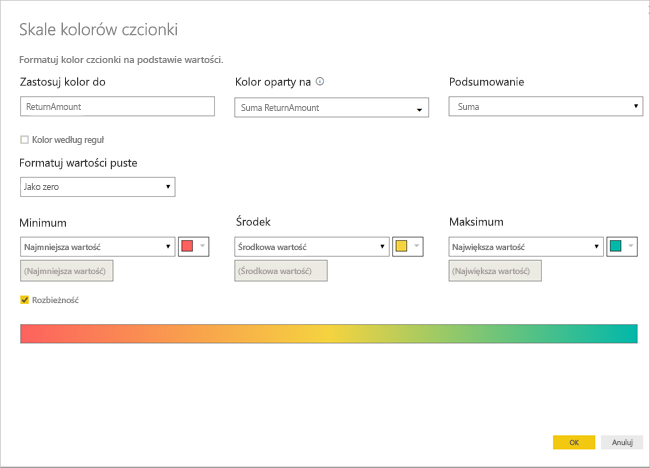 Skale kolorów czcionki
Formatuj kolor czcionki na podstawie wartości.
Zastosuj kolor do Kolor oparty na Podsumowanie
ReturnAmount Suma ReturnAmount Suma
Kolor według reguł
Formatuj wartości puste
Jako zero
Minimum Środek Maksimum
Najmniejsza wartość Środkowa wartość Największa wartość
(Najmniejsza wartość) (Środkowa wartość) (Największa wartość)
Rozbieżność
OK Anuluj